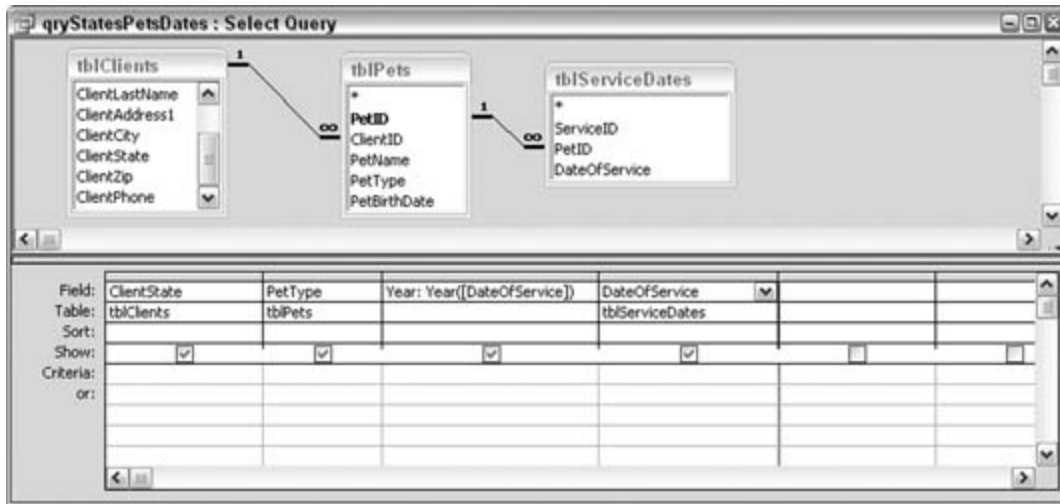 qryStatesPetsDates : Select Query
tblClients
ClientLastName
ClientAddress1
ClientCity
ClientState
ClientZip
ClientPhone
1
∞
tblPets
*
PetID
ClientID
PetName
PetType
PetBirthDate
1
∞
tblServiceDates
*
ServiceID
PetID
DateOfService
Field: ClientState PetType Year: Year([DateOfService]) DateOfService
Table: tblClients tblPets tblServiceDates
Sort:
Show:
Criteria:
or: